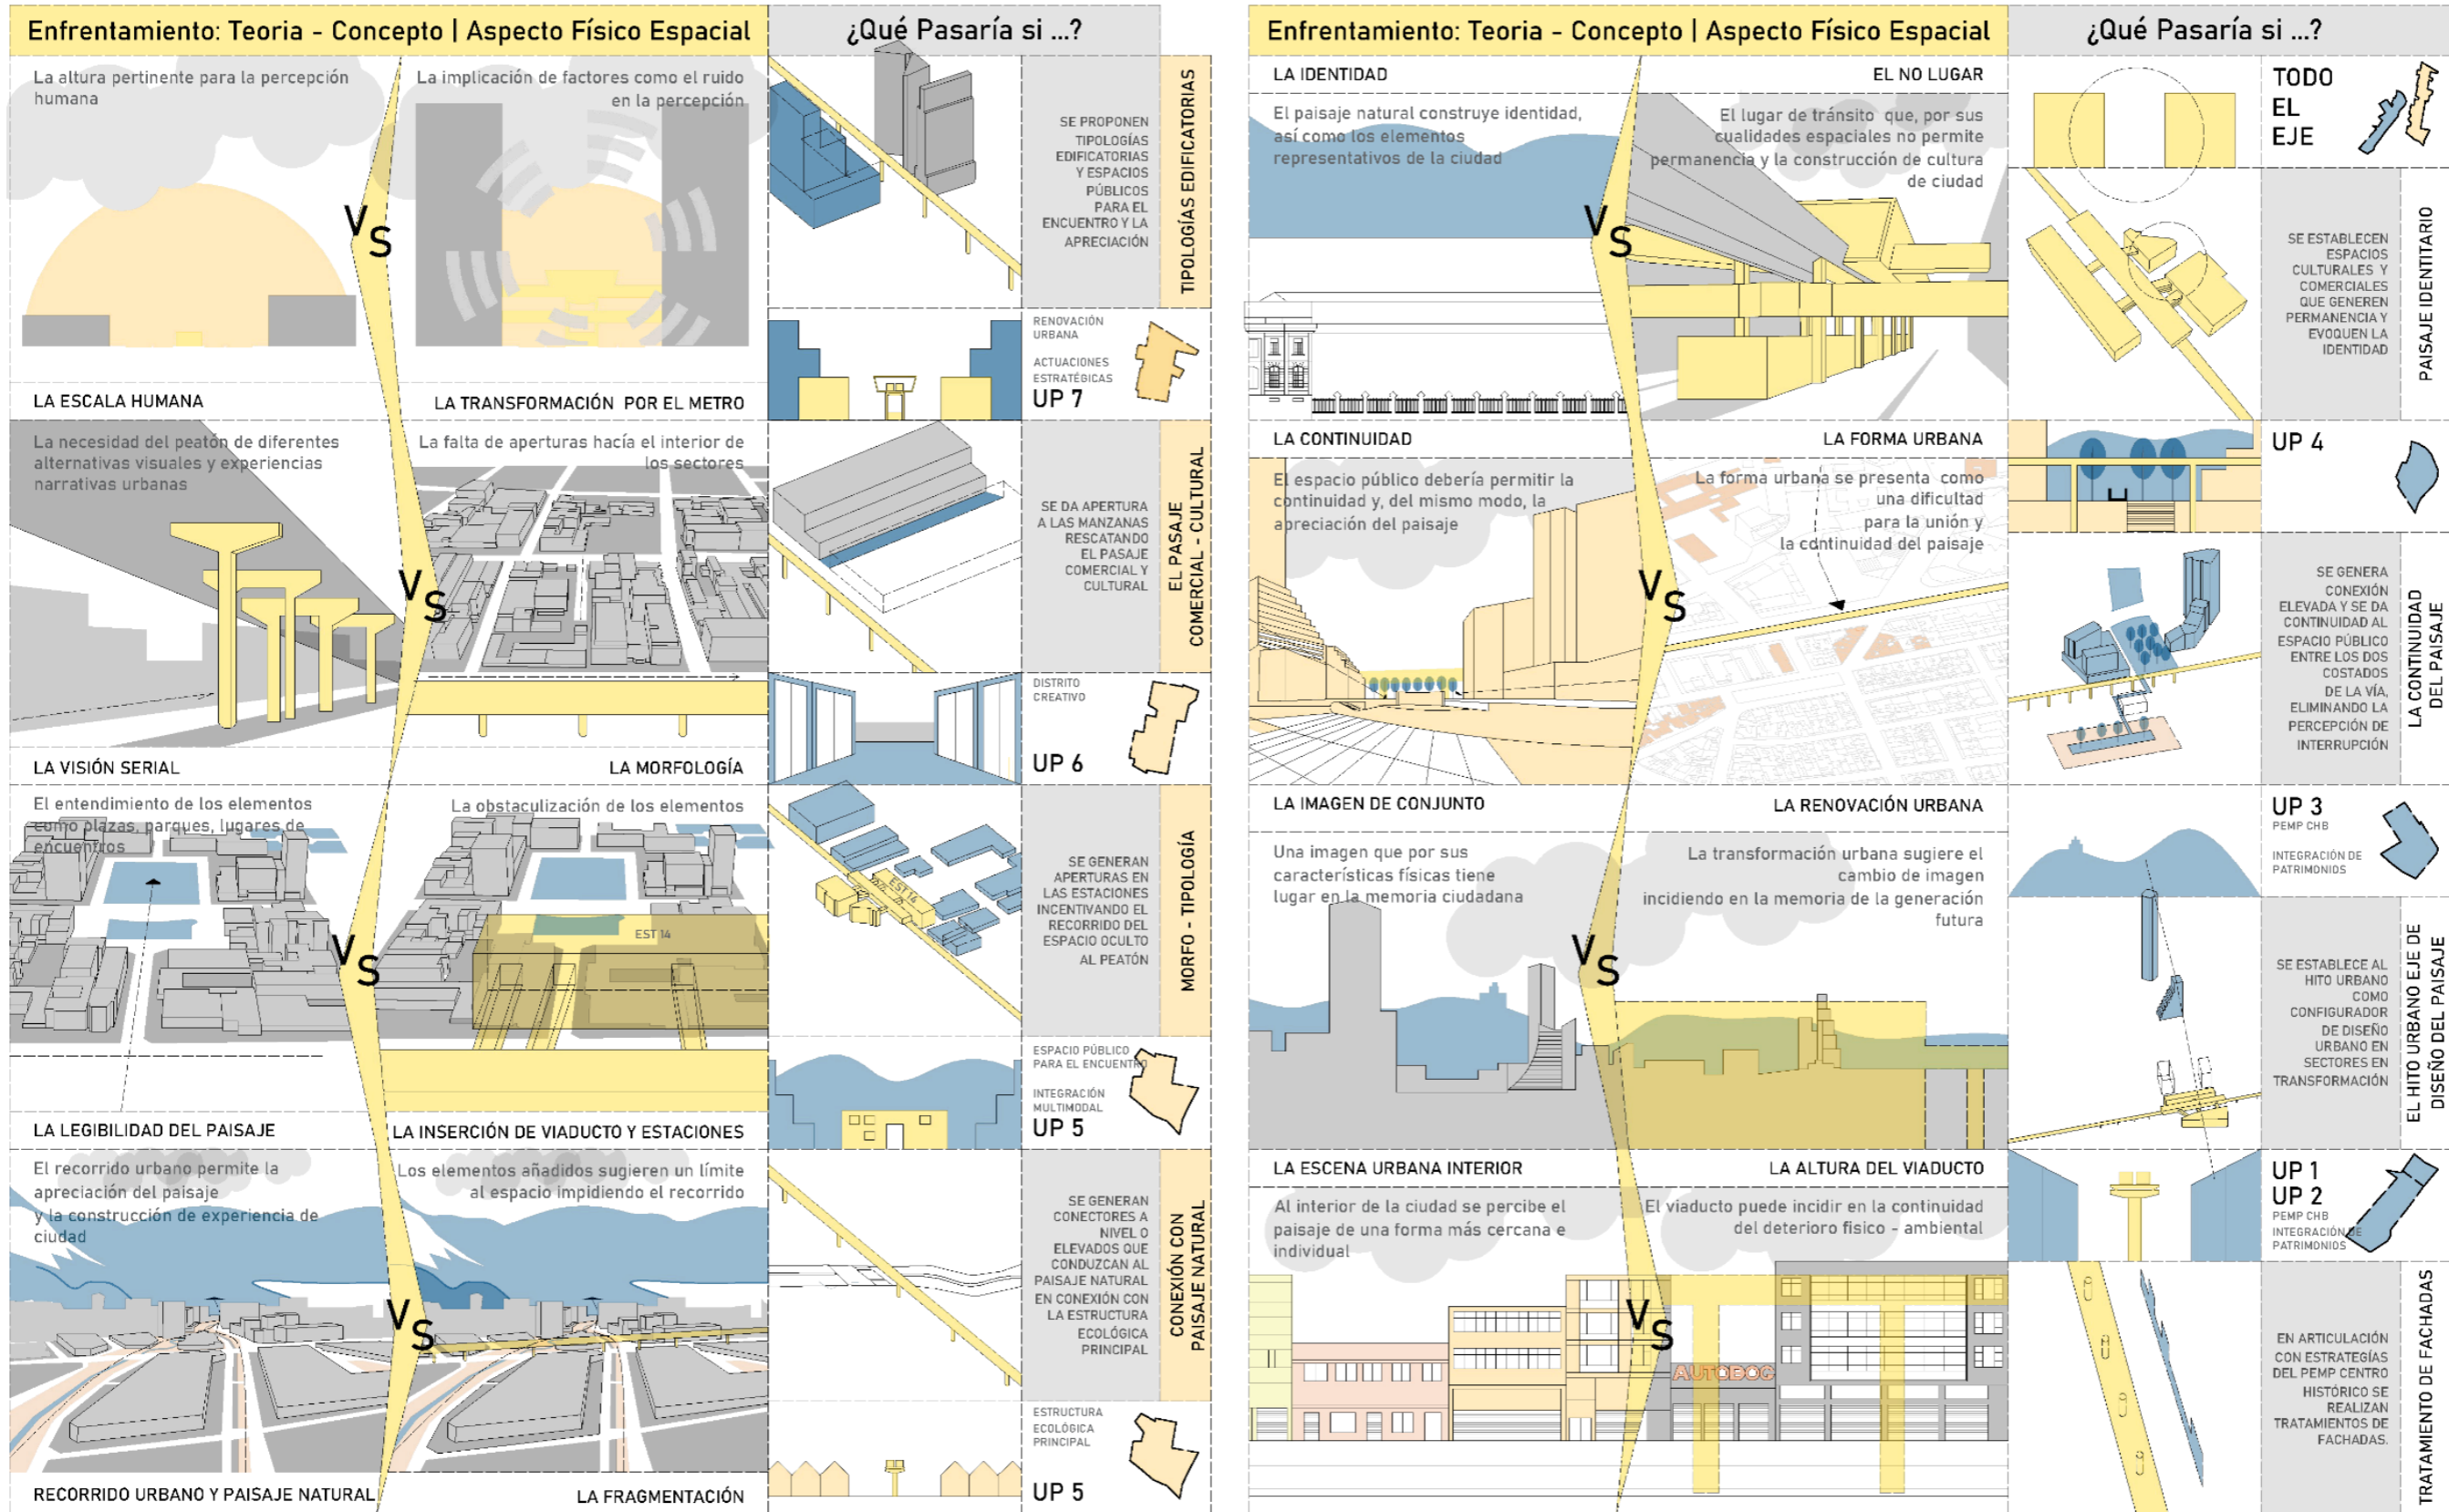 Enfrentamiento: Teoria - Concepto | Aspecto Físico Espacial
¿Qué Pasaría si ...?
La altura pertinente para la percepción
humana
La implicación de factores como el ruido
en la percepción
VS
LA ESCALA HUMANA
LA TRANSFORMACIÓN POR EL METRO
SE PROPONEN
TIPOLOGÍAS
EDIFICATORIAS
Y ESPACIOS
PÚBLICOS
PARA EL
ENCUENTRO Y LA
APRECIACIÓN
TIPOLOGÍAS EDIFICATORIAS
RENOVACIÓN
URBANA
ACTUACIONES
ESTRATÉGICAS
UP 7
La necesidad del peatón de diferentes
alternativas visuales y experiencias
narrativas urbanas
La falta de aperturas hacía el interior de
los sectores
VS
LA VISIÓN SERIAL
LA MORFOLOGÍA
SE DA APERTURA
A LAS MANZANAS
RESCATANDO
EL PASAJE
COMERCIAL Y
CULTURAL
EL PASAJE
COMERCIAL - CULTURAL
DISTRITO
CREATIVO
UP 6
El entendimiento de los elementos
como plazas, parques, lugares de
encuentros
La obstaculización de los elementos
EST 14
VS
LA LEGIBILIDAD DEL PAISAJE
LA INSERCIÓN DE VIADUCTO Y ESTACIONES
EST 14
SE GENERAN
APERTURAS EN
LAS ESTACIONES
INCENTIVANDO EL
RECORRIDO DEL
ESPACIO OCULTO
AL PEATÓN
MORFO - TIPOLOGÍA
ESPACIO PÚBLICO
PARA EL ENCUENTRO
INTEGRACIÓN
MULTIMODAL
UP 5
El recorrido urbano permite la
apreciación del paisaje
y la construcción de experiencia de
ciudad
Los elementos añadidos sugieren un límite
al espacio impidiendo el recorrido
VS
RECORRIDO URBANO Y PAISAJE NATURAL
LA FRAGMENTACIÓN
SE GENERAN
CONECTORES A
NIVEL O
ELEVADOS QUE
CONDUZCAN AL
PAISAJE NATURAL
EN CONEXIÓN CON
LA ESTRUCTURA
ECOLÓGICA
PRINCIPAL
CONEXIÓN CON
PAISAJE NATURAL
ESTRUCTURA
ECOLÓGICA
PRINCIPAL
UP 5
Enfrentamiento: Teoria - Concepto | Aspecto Físico Espacial
¿Qué Pasaría si ...?
LA IDENTIDAD
EL NO LUGAR
El paisaje natural construye identidad,
así como los elementos
representativos de la ciudad
El lugar de tránsito que, por sus
cualidades espaciales no permite
permanencia y la construcción de cultura
de ciudad
VS
TODO
EL
EJE
SE ESTABLECEN
ESPACIOS
CULTURALES Y
COMERCIALES
QUE GENEREN
PERMANENCIA Y
EVOQUEN LA
IDENTIDAD
PAISAJE IDENTITARIO
LA CONTINUIDAD
LA FORMA URBANA
El espacio público debería permitir la
continuidad y, del mismo modo, la
apreciación del paisaje
La forma urbana se presenta como
una dificultad
para la unión y
la continuidad del paisaje
VS
UP 4
SE GENERA
CONEXIÓN
ELEVADA Y SE DA
CONTINUIDAD AL
ESPACIO PÚBLICO
ENTRE LOS DOS
COSTADOS
DE LA VÍA,
ELIMINANDO LA
PERCEPCIÓN DE
INTERRUPCIÓN
LA CONTINUIDAD
DEL PAISAJE
LA IMAGEN DE CONJUNTO
LA RENOVACIÓN URBANA
Una imagen que por sus
características físicas tiene
lugar en la memoria ciudadana
La transformación urbana sugiere el
cambio de imagen
incidiendo en la memoria de la generación
futura
VS
UP 3
PEMP CHB
INTEGRACIÓN DE
PATRIMONIOS
SE ESTABLECE AL
HITO URBANO
COMO
CONFIGURADOR
DE DISEÑO
URBANO EN
SECTORES EN
TRANSFORMACIÓN
EL HITO URBANO EJE DE
DISEÑO DEL PAISAJE
LA ESCENA URBANA INTERIOR
LA ALTURA DEL VIADUCTO
Al interior de la ciudad se percibe el
paisaje de una forma más cercana e
individual
El viaducto puede incidir en la continuidad
del deterioro físico - ambiental
VS
AUTOBOG
UP 1
UP 2
PEMP CHB
INTEGRACIÓN DE
PATRIMONIOS
EN ARTICULACIÓN
CON ESTRATEGÍAS
DEL PEMP CENTRO
HISTÓRICO SE
REALIZAN
TRATAMIENTOS DE
FACHADAS.
TRATAMIENTO DE FACHADAS